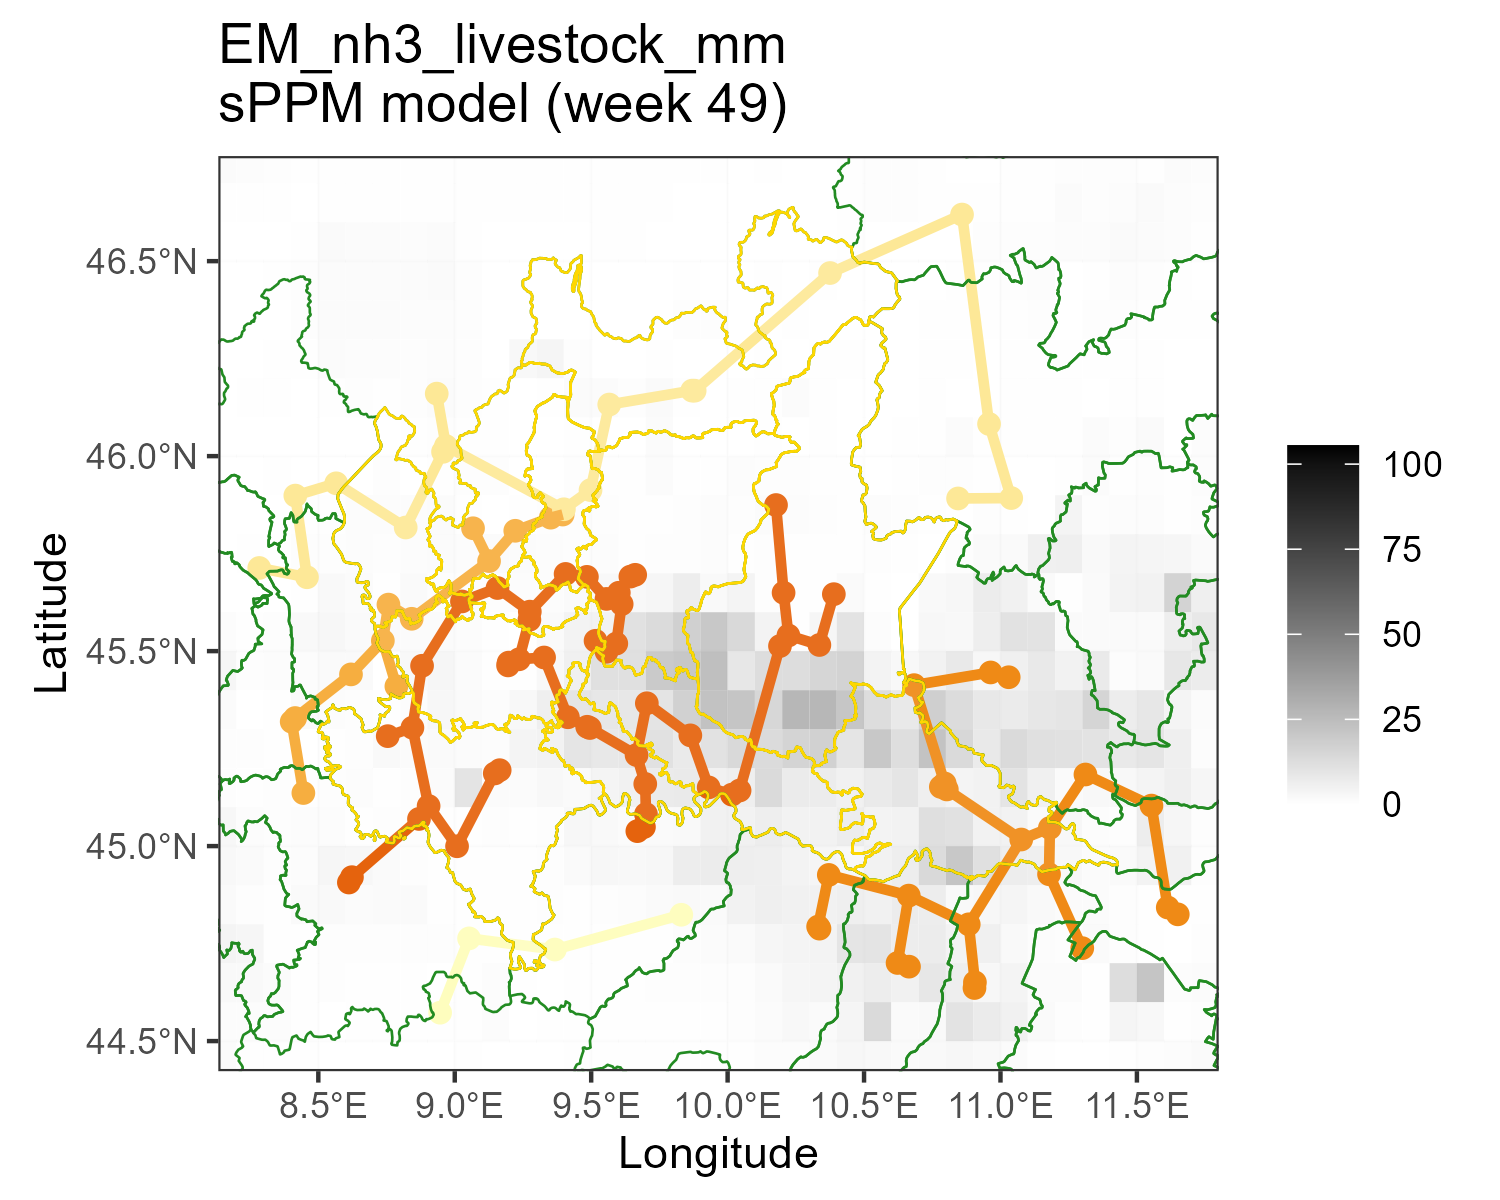 EM_nh3_livestock_mm
sPPM model (week 49)
46.5°N
46.0°N
45.5°N
45.0°N
44.5°N
Latitude
8.5°E
9.0°E
9.5°E
10.0°E
10.5°E
11.0°E
11.5°E
Longitude
100
75
50
25
0